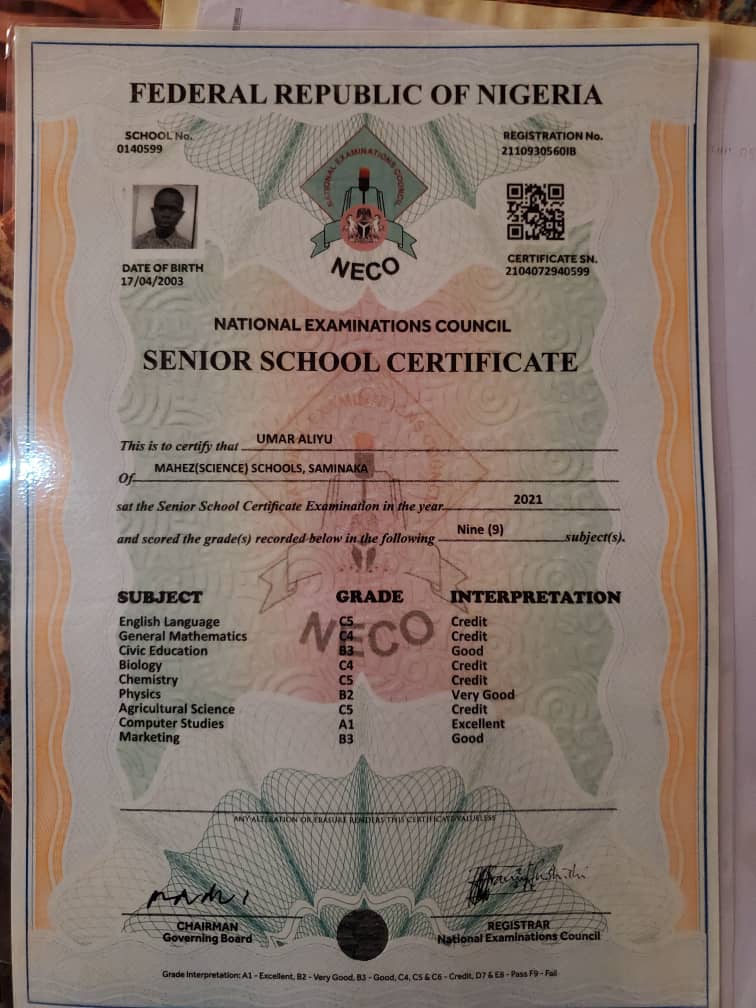 FEDERAL REPUBLIC OF NIGERIA
SCHOOL No.
0140599
REGISTRATION No.
2110930560IB
NATIONAL EXAMINATIONS COUNCIL
NECO
DATE OF BIRTH
17/04/2003
CERTIFICATE SN.
2104072940599
NATIONAL EXAMINATIONS COUNCIL
SENIOR SCHOOL CERTIFICATE
This is to certify that UMAR ALIYU
Of MAHEZ(SCIENCE) SCHOOLS, SAMINAKA
sat the Senior School Certificate Examination in the year 2021
and scored the grade(s) recorded below in the following Nine (9) subject(s).
SUBJECT GRADE INTERPRETATION
English Language C5 Credit
General Mathematics C4 Credit
Civic Education B3 Good
Biology C4 Credit
Chemistry C5 Credit
Physics B2 Very Good
Agricultural Science C5 Credit
Computer Studies A1 Excellent
Marketing B3 Good
NECO
ANY ALTERATION OR ERASURE RENDERS THIS CERTIFICATE VALUELESS
CHAIRMAN
Governing Board
REGISTRAR
National Examinations Council
Grade Interpretation: A1 - Excellent, B2 - Very Good, B3 - Good, C4, C5 & C6 - Credit, D7 & E8 - Pass F9 - Fail